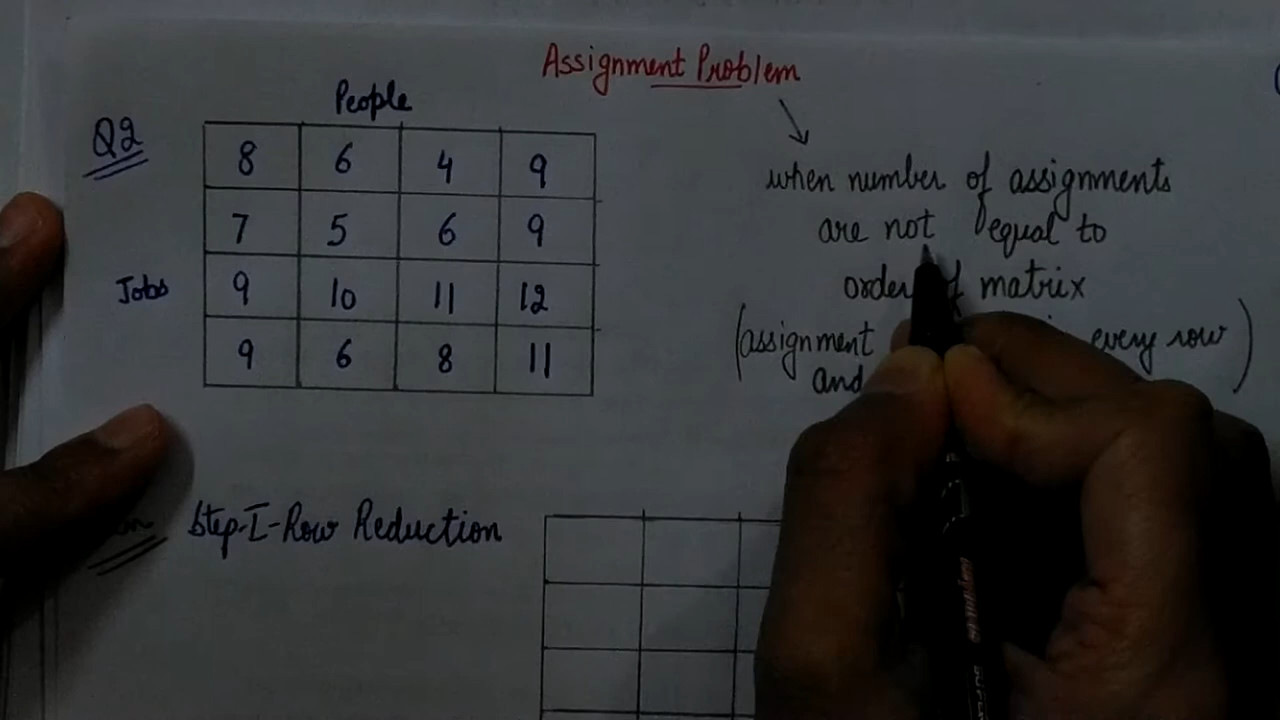 Assignment Problem
People
Q2
8 6 4 9
7 5 6 9
Jobs
9 10 11 12
9 6 8 11
when number of assignments
are not equal to
order of matrix
(assignment every row
and )
Step-I-Row Reduction